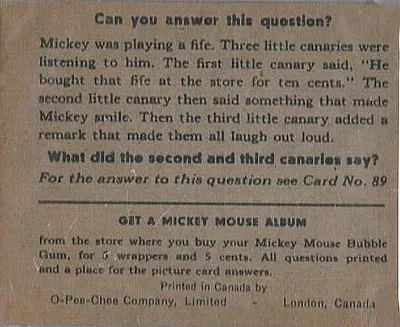 Can you answer this question?
Mickey was playing a fife. Three little canaries were
listening to him. The first little canary said, "He
bought that fife at the store for ten cents." The
second little canary then said something that made
Mickey smile. Then the third little canary added a
remark that made them all laugh out loud.
What did the second and third canaries say?
For the answer to this question see Card No. 89
GET A MICKEY MOUSE ALBUM
from the store where you buy your Mickey Mouse Bubble
Gum, for 5 wrappers and 5 cents. All questions printed
and a place for the picture card answers.
Printed in Canada by
O-Pee-Chee Company, Limited - London, Canada